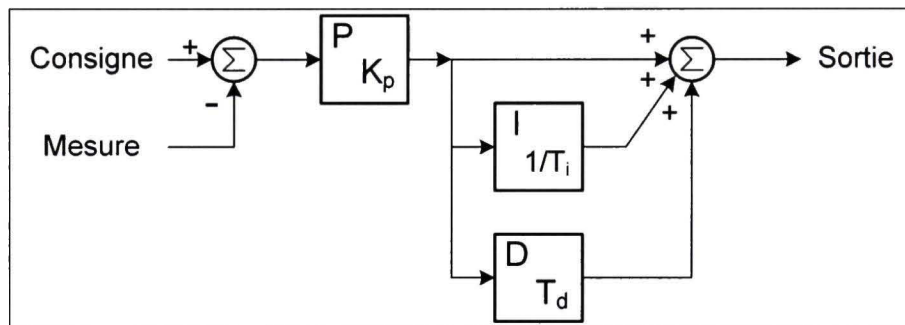 Consigne
+
Σ
-
Mesure
P
Kp
+
+
+
Σ
Sortie
I
1/Ti
D
Td